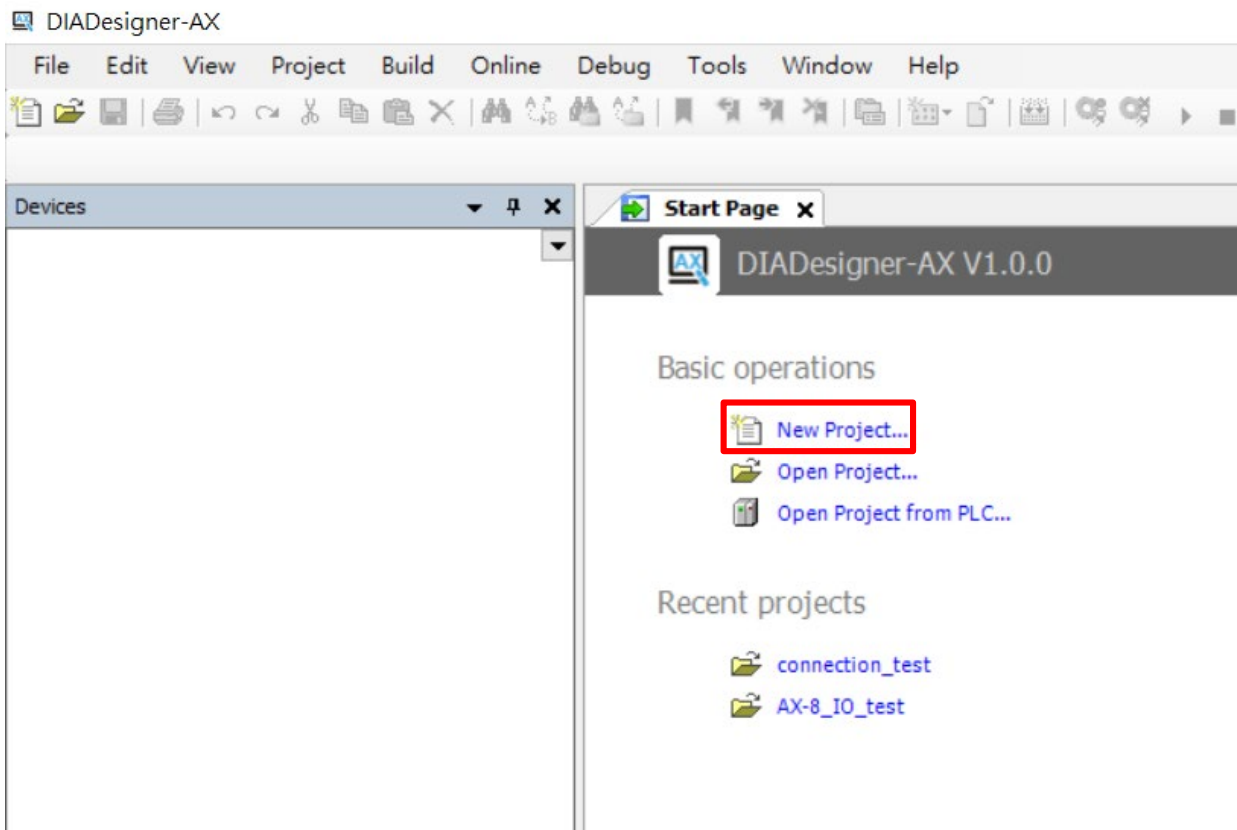 DIADesigner-AX
File Edit View Project Build Online Debug Tools Window Help
Devices
Start Page
DIADesigner-AX V1.0.0
Basic operations
New Project...
Open Project...
Open Project from PLC...
Recent projects
connection_test
AX-8_IO_test